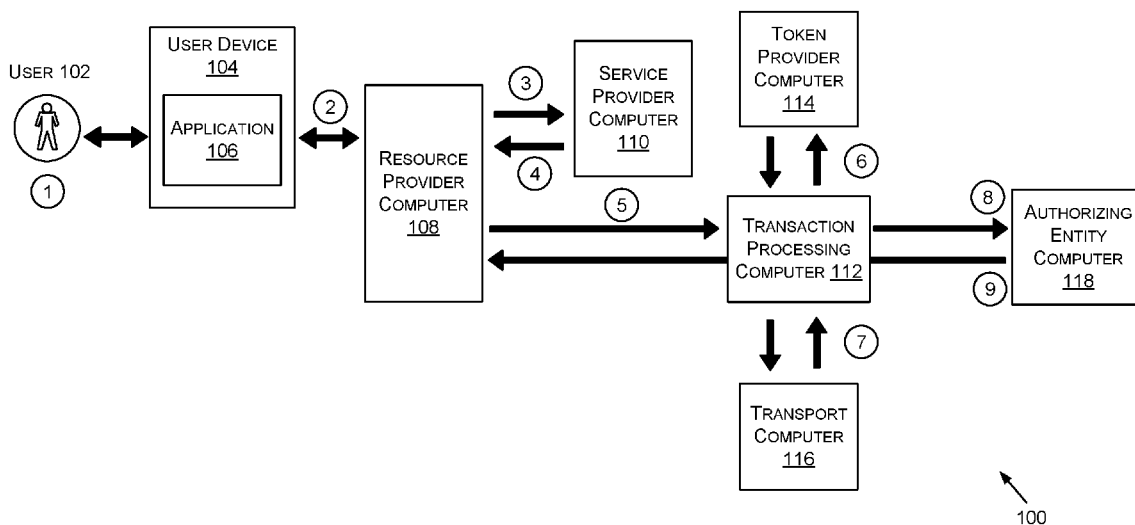 USER 102
1
USER DEVICE
104
APPLICATION
106
2
RESOURCE
PROVIDER
COMPUTER
108
3
4
SERVICE
PROVIDER
COMPUTER
110
5
TOKEN
PROVIDER
COMPUTER
114
6
TRANSACTION
PROCESSING
COMPUTER 112
7
TRANSPORT
COMPUTER
116
8
9
AUTHORIZING
ENTITY
COMPUTER
118
100